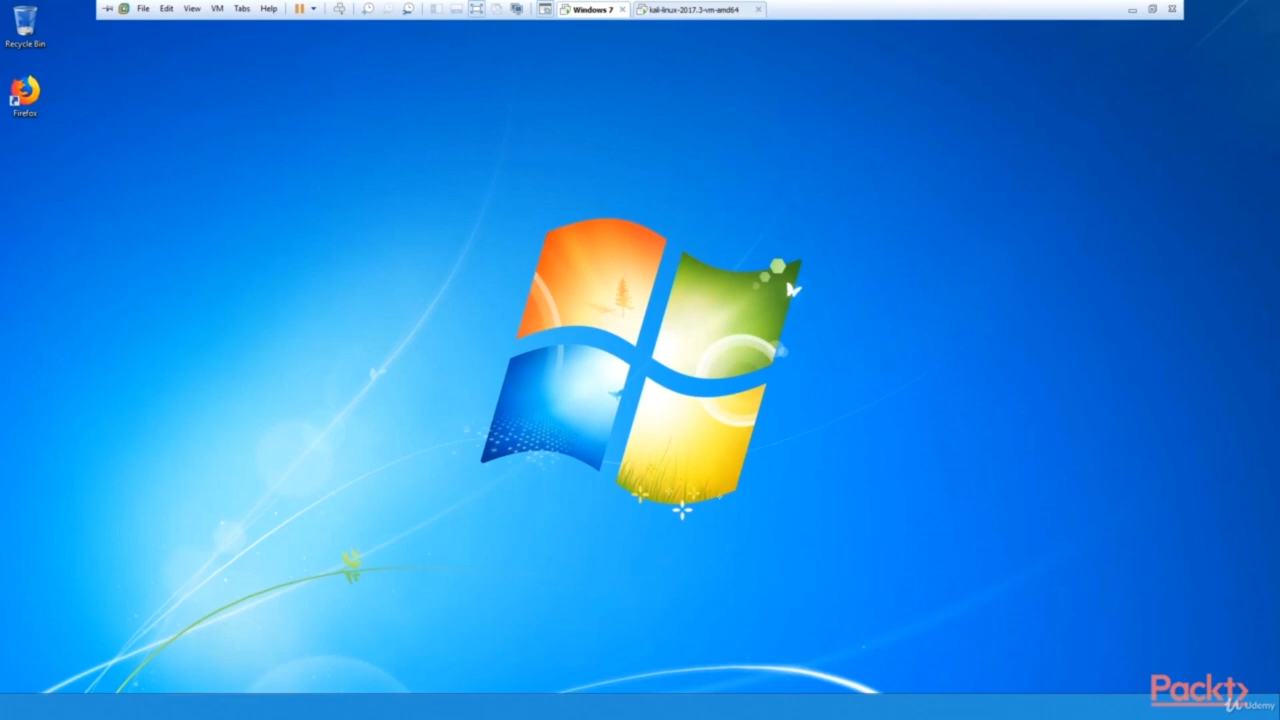 File Edit View VM Tabs Help Windows 7 kali-linux-2017.3-vm-amd64
Recycle Bin
Firefox
Packt
Udemy